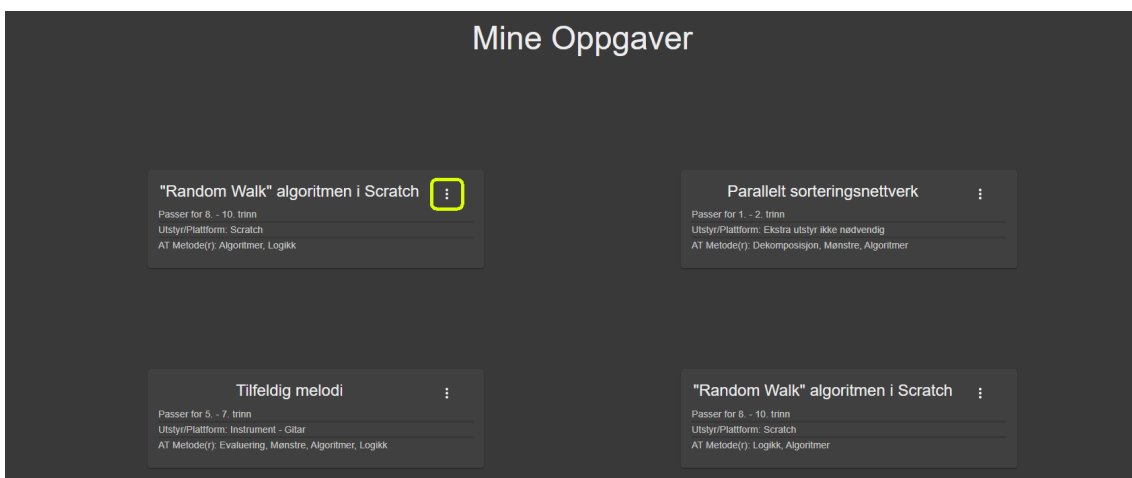 Mine Oppgaver
"Random Walk" algoritmen i Scratch
Passer for 8. - 10. trinn
Utstyr/Plattform: Scratch
AT Metode(r): Algoritmer, Logikk
Parallelt sorteringsnettverk
Passer for 1. - 2. trinn
Utstyr/Plattform: Ekstra utstyr ikke nødvendig
AT Metode(r): Dekomposisjon, Mønstre, Algoritmer
Tilfeldig melodi
Passer for 5. - 7. trinn
Utstyr/Plattform: Instrument - Gitar
AT Metode(r): Evaluering, Mønstre, Algoritmer, Logikk
"Random Walk" algoritmen i Scratch
Passer for 8. - 10. trinn
Utstyr/Plattform: Scratch
AT Metode(r): Logikk, Algoritmer